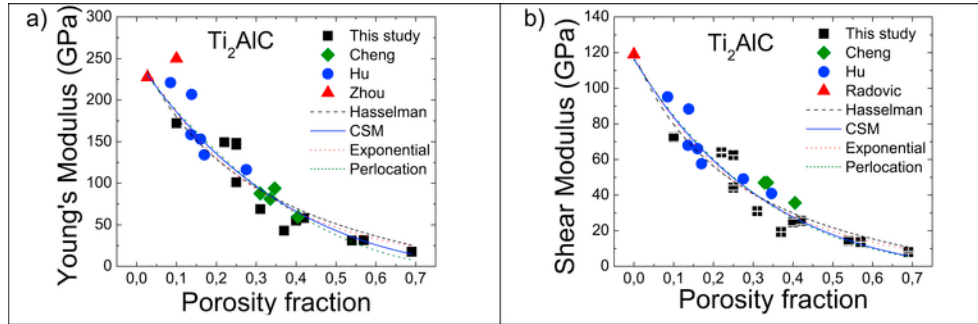 a)
Ti2AlC
This study
Cheng
Hu
Zhou
Hasselman
CSM
Exponential
Perlocation
Young's Modulus (GPa)
300
250
200
150
100
50
0
0,0 0,1 0,2 0,3 0,4 0,5 0,6 0,7
Porosity fraction
b)
Ti2AlC
This study
Cheng
Hu
Radovic
Hasselman
CSM
Exponential
Perlocation
Shear Modulus (GPa)
140
120
100
80
60
40
20
0
0,0 0,1 0,2 0,3 0,4 0,5 0,6 0,7
Porosity fraction